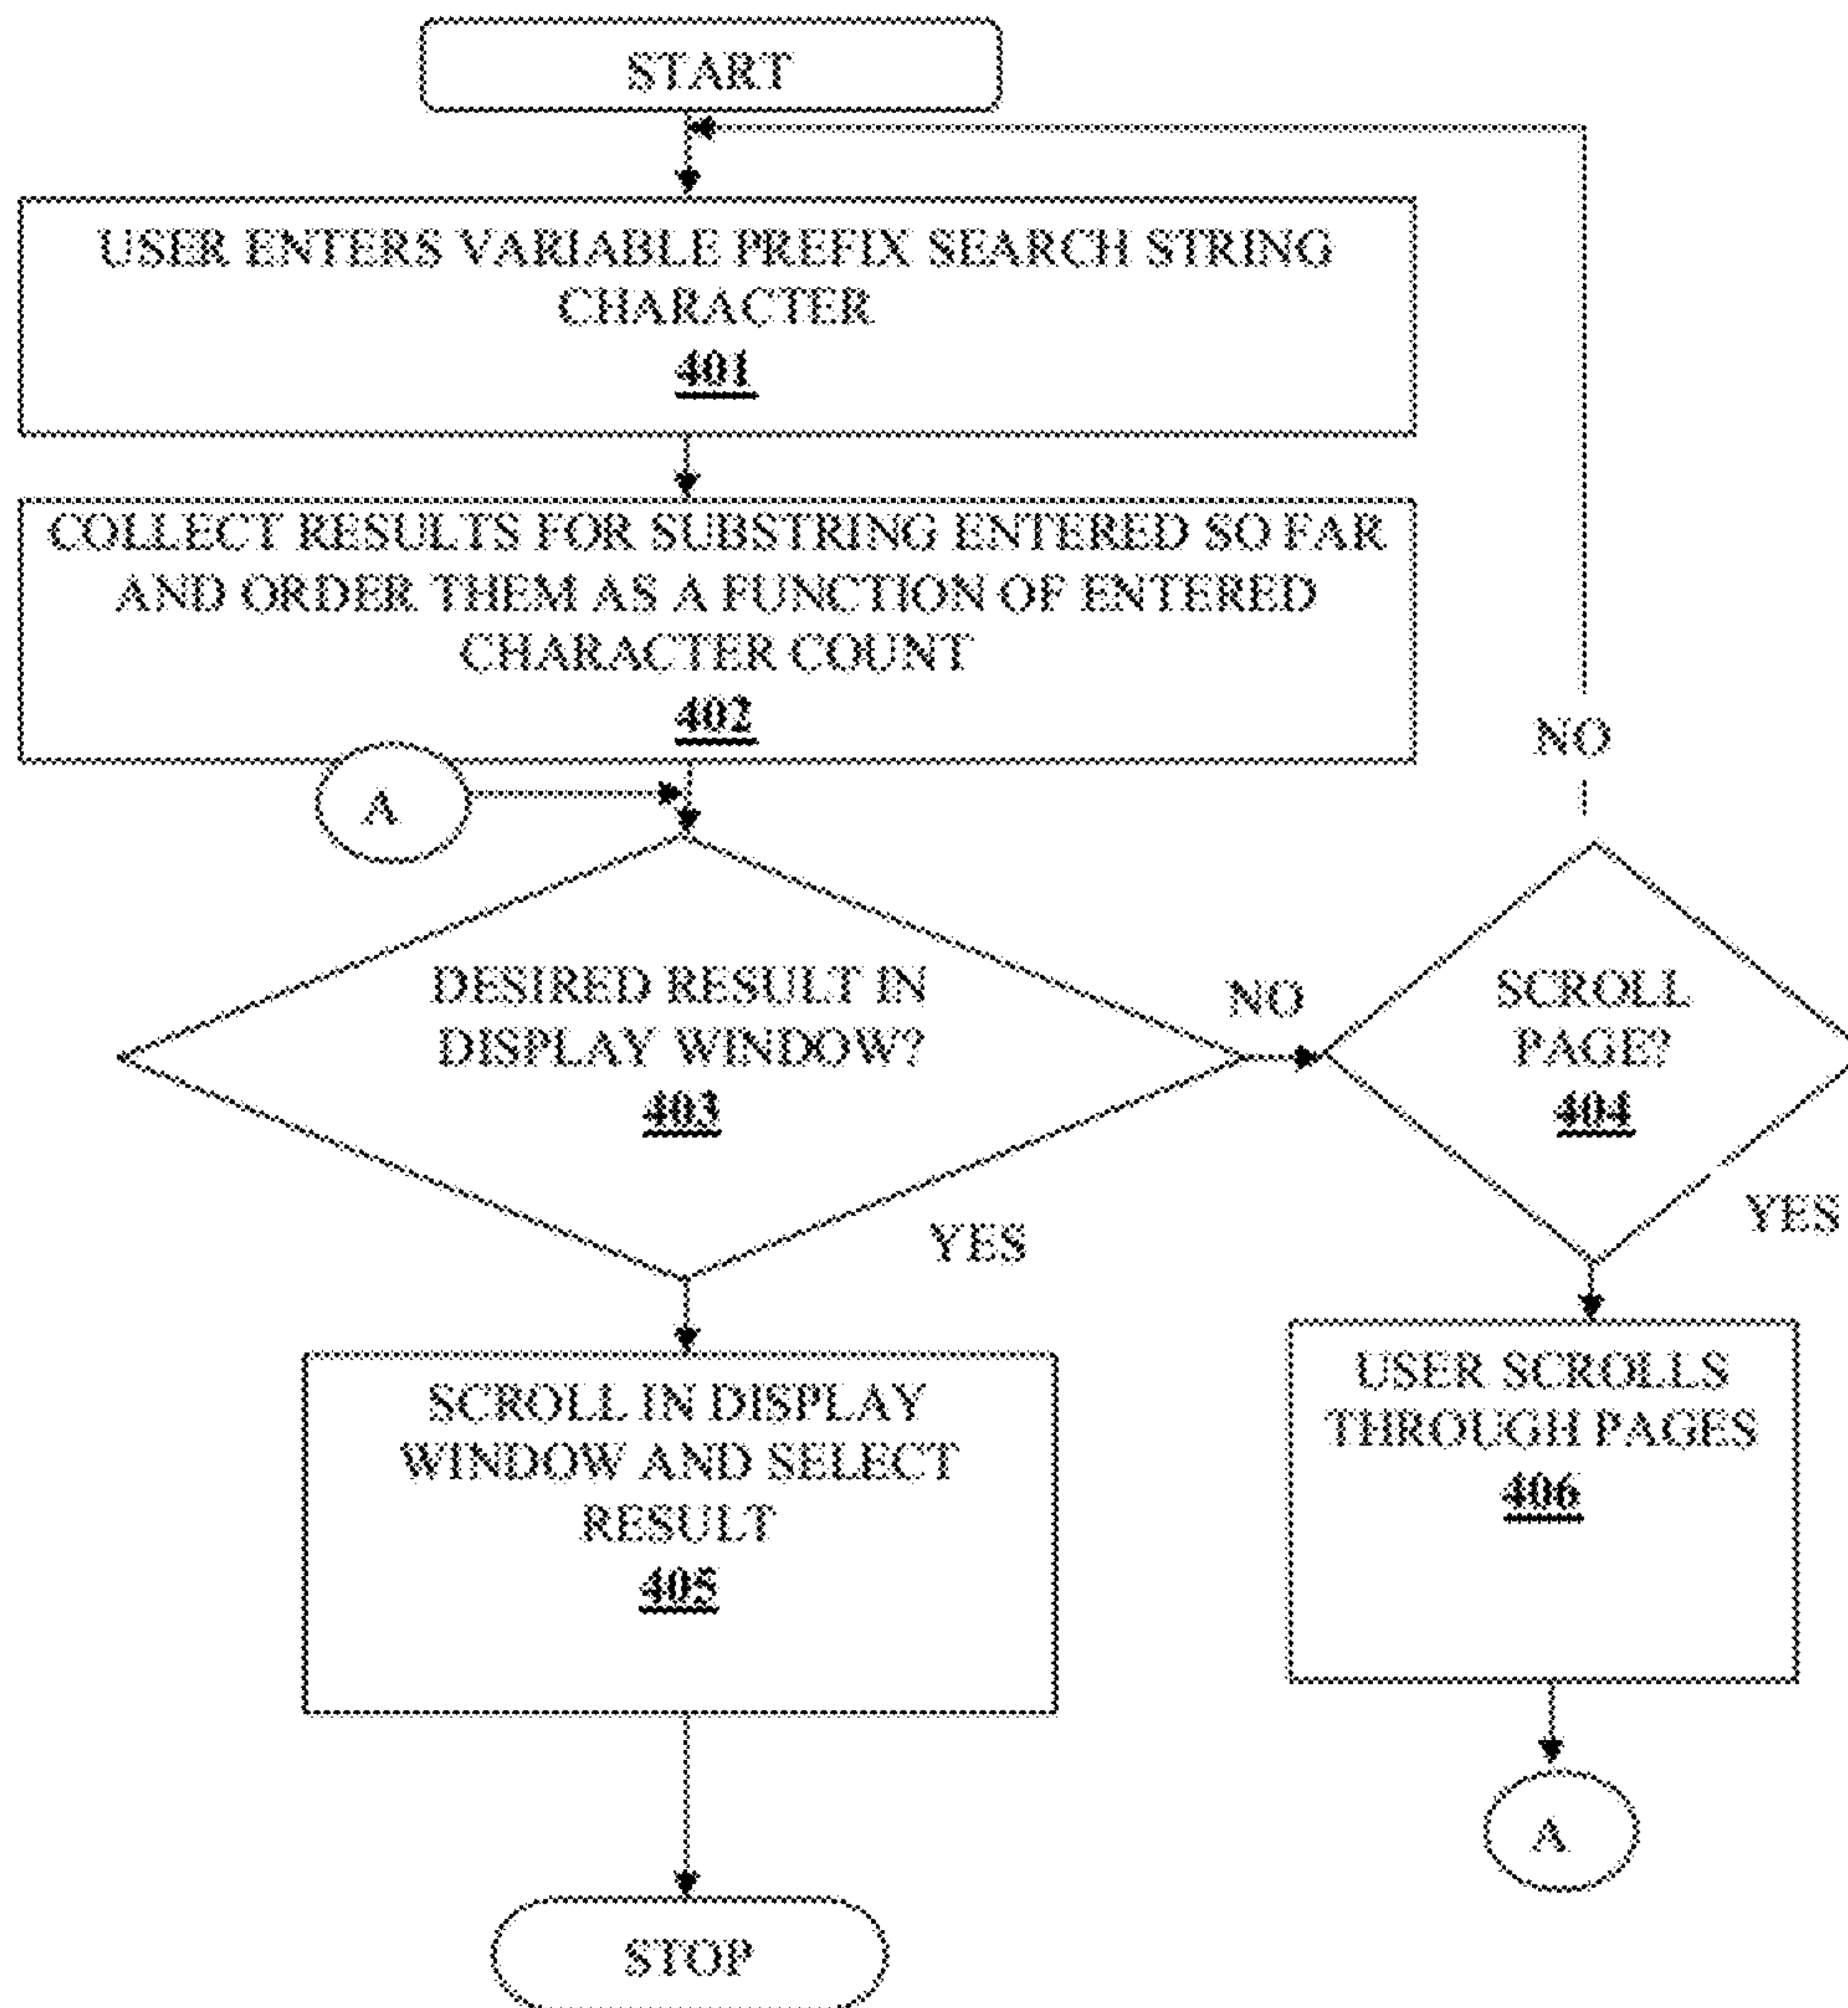 START
USER ENTERS VARIABLE PREFIX SEARCH STRING
CHARACTER
401
COLLECT RESULTS FOR SUBSTRING ENTERED SO FAR
AND ORDER THEM AS A FUNCTION OF ENTERED
CHARACTER COUNT
402
NO
A
DESIRED RESULT IN
DISPLAY WINDOW?
403
NO
SCROLL
PAGE?
404
YES
YES
SCROLL IN DISPLAY
WINDOW AND SELECT
RESULT
405
USER SCROLLS
THROUGH PAGES
406
A
STOP